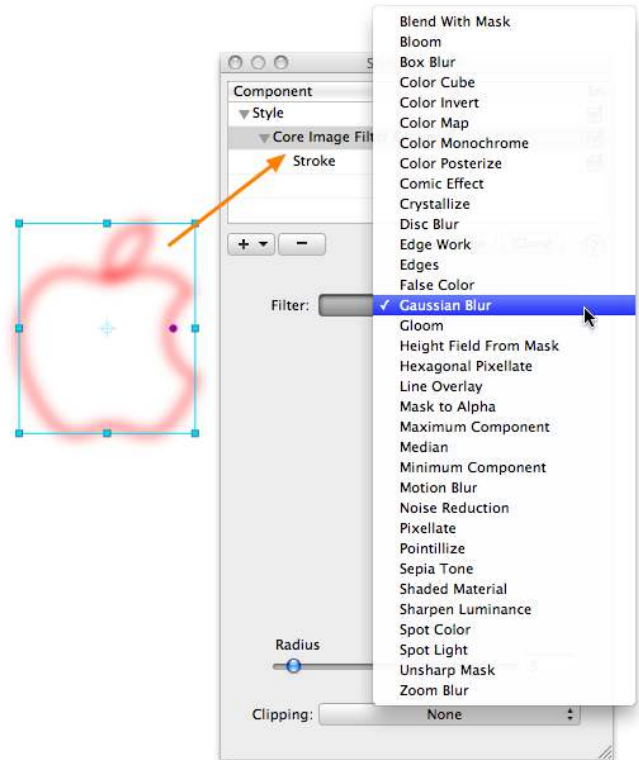 Component
Style
Core Image Filter
Stroke
Filter:
Blend With Mask
Bloom
Box Blur
Color Cube
Color Invert
Color Map
Color Monochrome
Color Posterize
Comic Effect
Crystallize
Disc Blur
Edge Work
Edges
False Color
✓ Gaussian Blur
Gloom
Height Field From Mask
Hexagonal Pixellate
Line Overlay
Mask to Alpha
Maximum Component
Median
Minimum Component
Motion Blur
Noise Reduction
Pixellate
Pointillize
Sepia Tone
Shaded Material
Sharpen Luminance
Spot Color
Spot Light
Unsharp Mask
Zoom Blur
Radius
Clipping: None